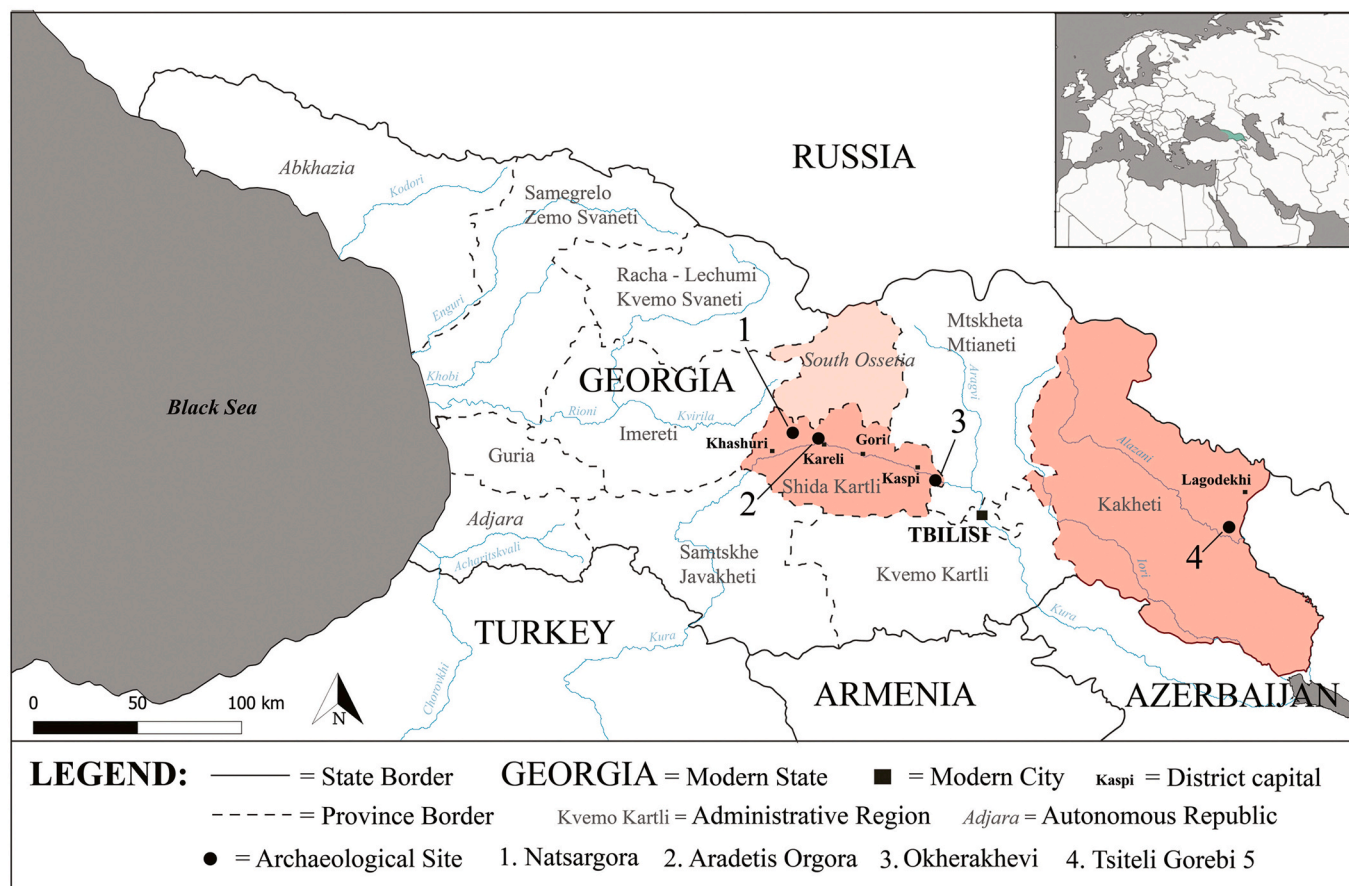 RUSSIA
Abkhazia
Kodori
Samegrelo
Zemo Svaneti
Racha - Lechumi
Kvemo Svaneti
Enguri
Mtskheta
Mtianeti
1
South Ossetia
Aragvi
Khobi
GEORGIA
Black Sea
Rioni
Kvirila
Imereti
Guria
Khashuri
Kareli
Gori
3
Kaspi
Shida Kartli
2
Alazani
Lagodekhi
Kakheti
4
Iori
Adjara
Acharitskvali
TBILISI
Samtskhe
Javakheti
Kvemo Kartli
TURKEY
Kura
Kura
Chorovkhi
ARMENIA
AZERBAIJAN
0 50 100 km
N
LEGEND: = State Border GEORGIA = Modern State = Modern City Kaspi = District capital
= Province Border Kvemo Kartli = Administrative Region Adjara = Autonomous Republic
= Archaeological Site 1. Natsargora 2. Aradetis Orgora 3. Okherakhevi 4. Tsiteli Gorebi 5